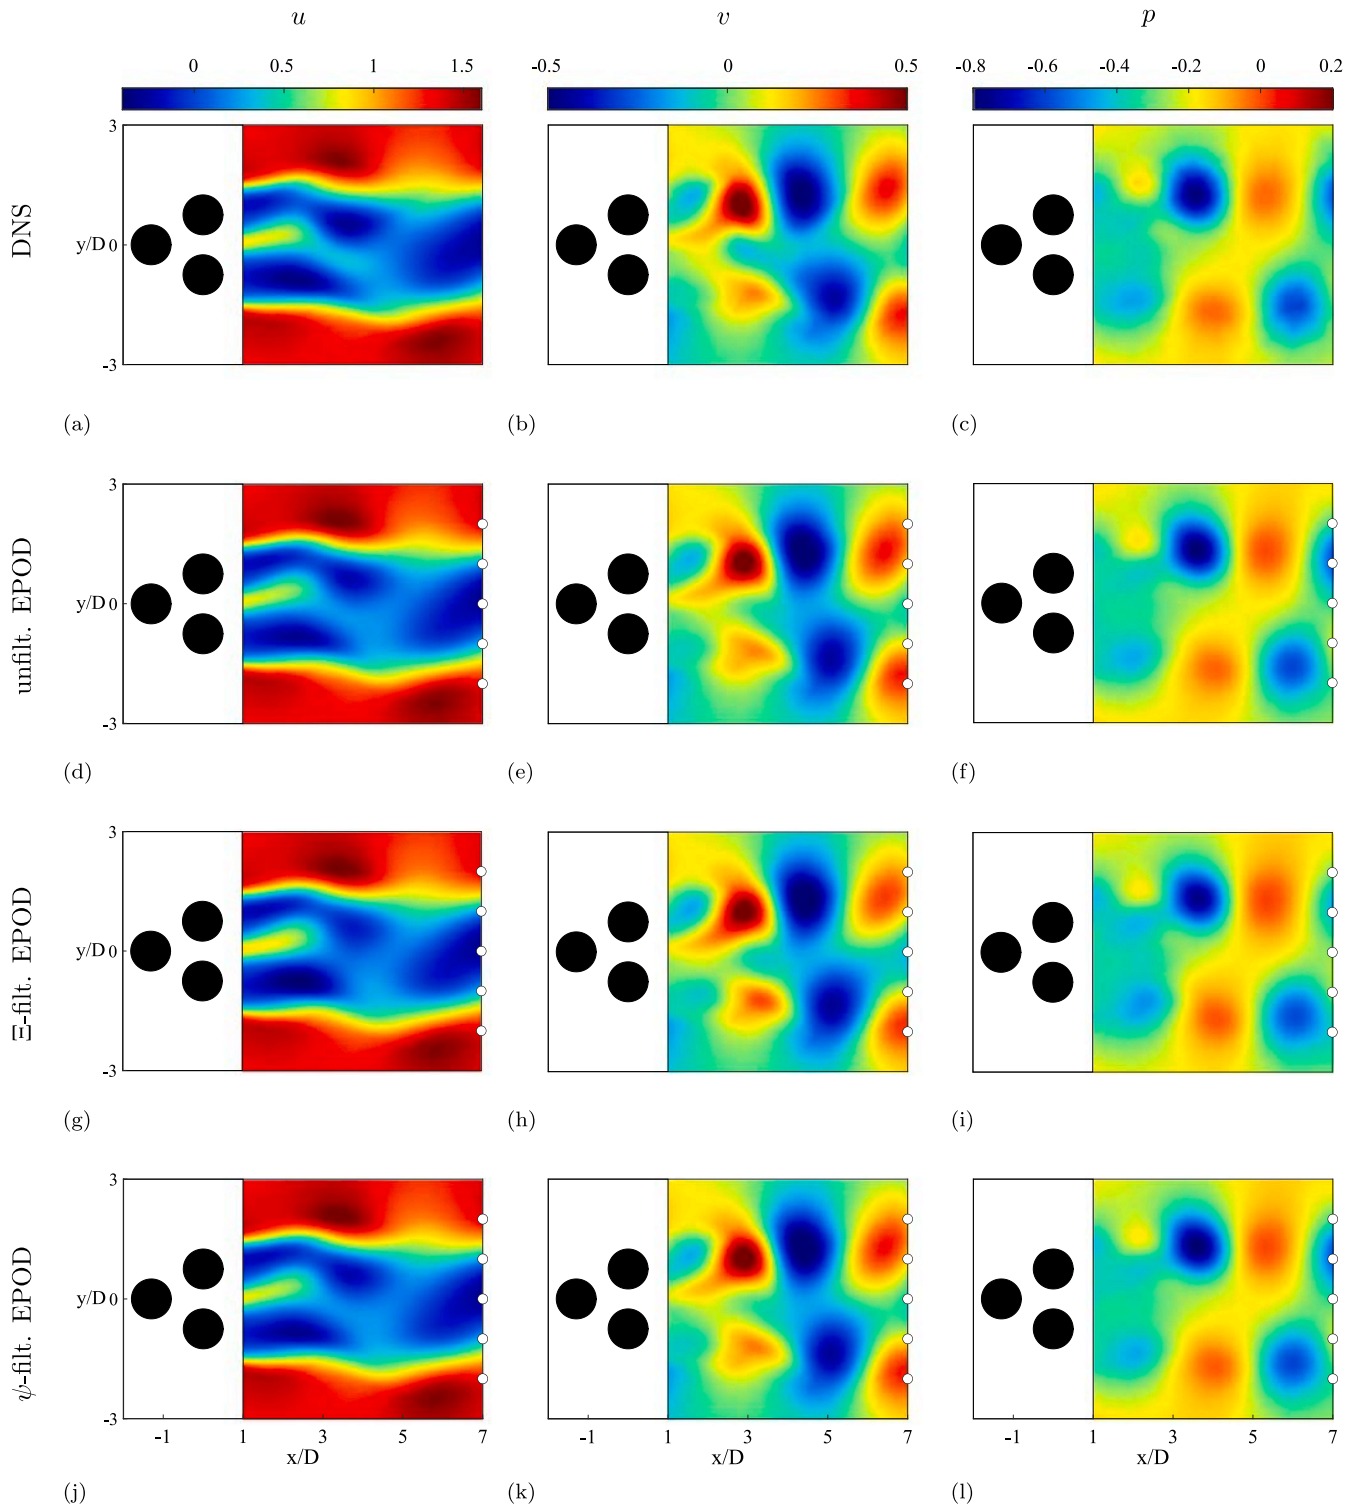 u v p
0 0.5 1 1.5 -0.5 0 0.5 -0.8 -0.6 -0.4 -0.2 0 0.2
DNS
3
y/D 0
-3
(a) (b) (c)
unfilt. EPOD
3
y/D 0
-3
(d) (e) (f)
Ξ-filt. EPOD
3
y/D 0
-3
(g) (h) (i)
ψ-filt. EPOD
3
y/D 0
-3
-1 1 3 5 7 -1 1 3 5 7 -1 1 3 5 7
x/D x/D x/D
(j) (k) (l)